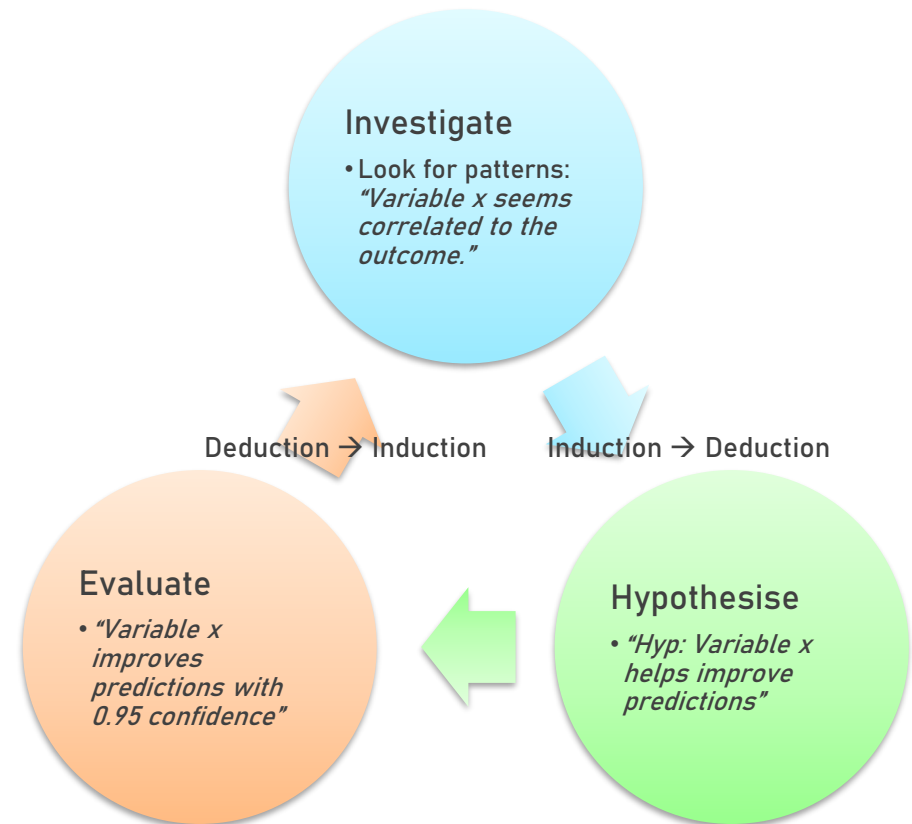 Investigate
• Look for patterns:
“Variable x seems
correlated to the
outcome.”
Deduction → Induction
Induction → Deduction
Evaluate
• “Variable x
improves
predictions with
0.95 confidence”
Hypothesise
• “Hyp: Variable x
helps improve
predictions”